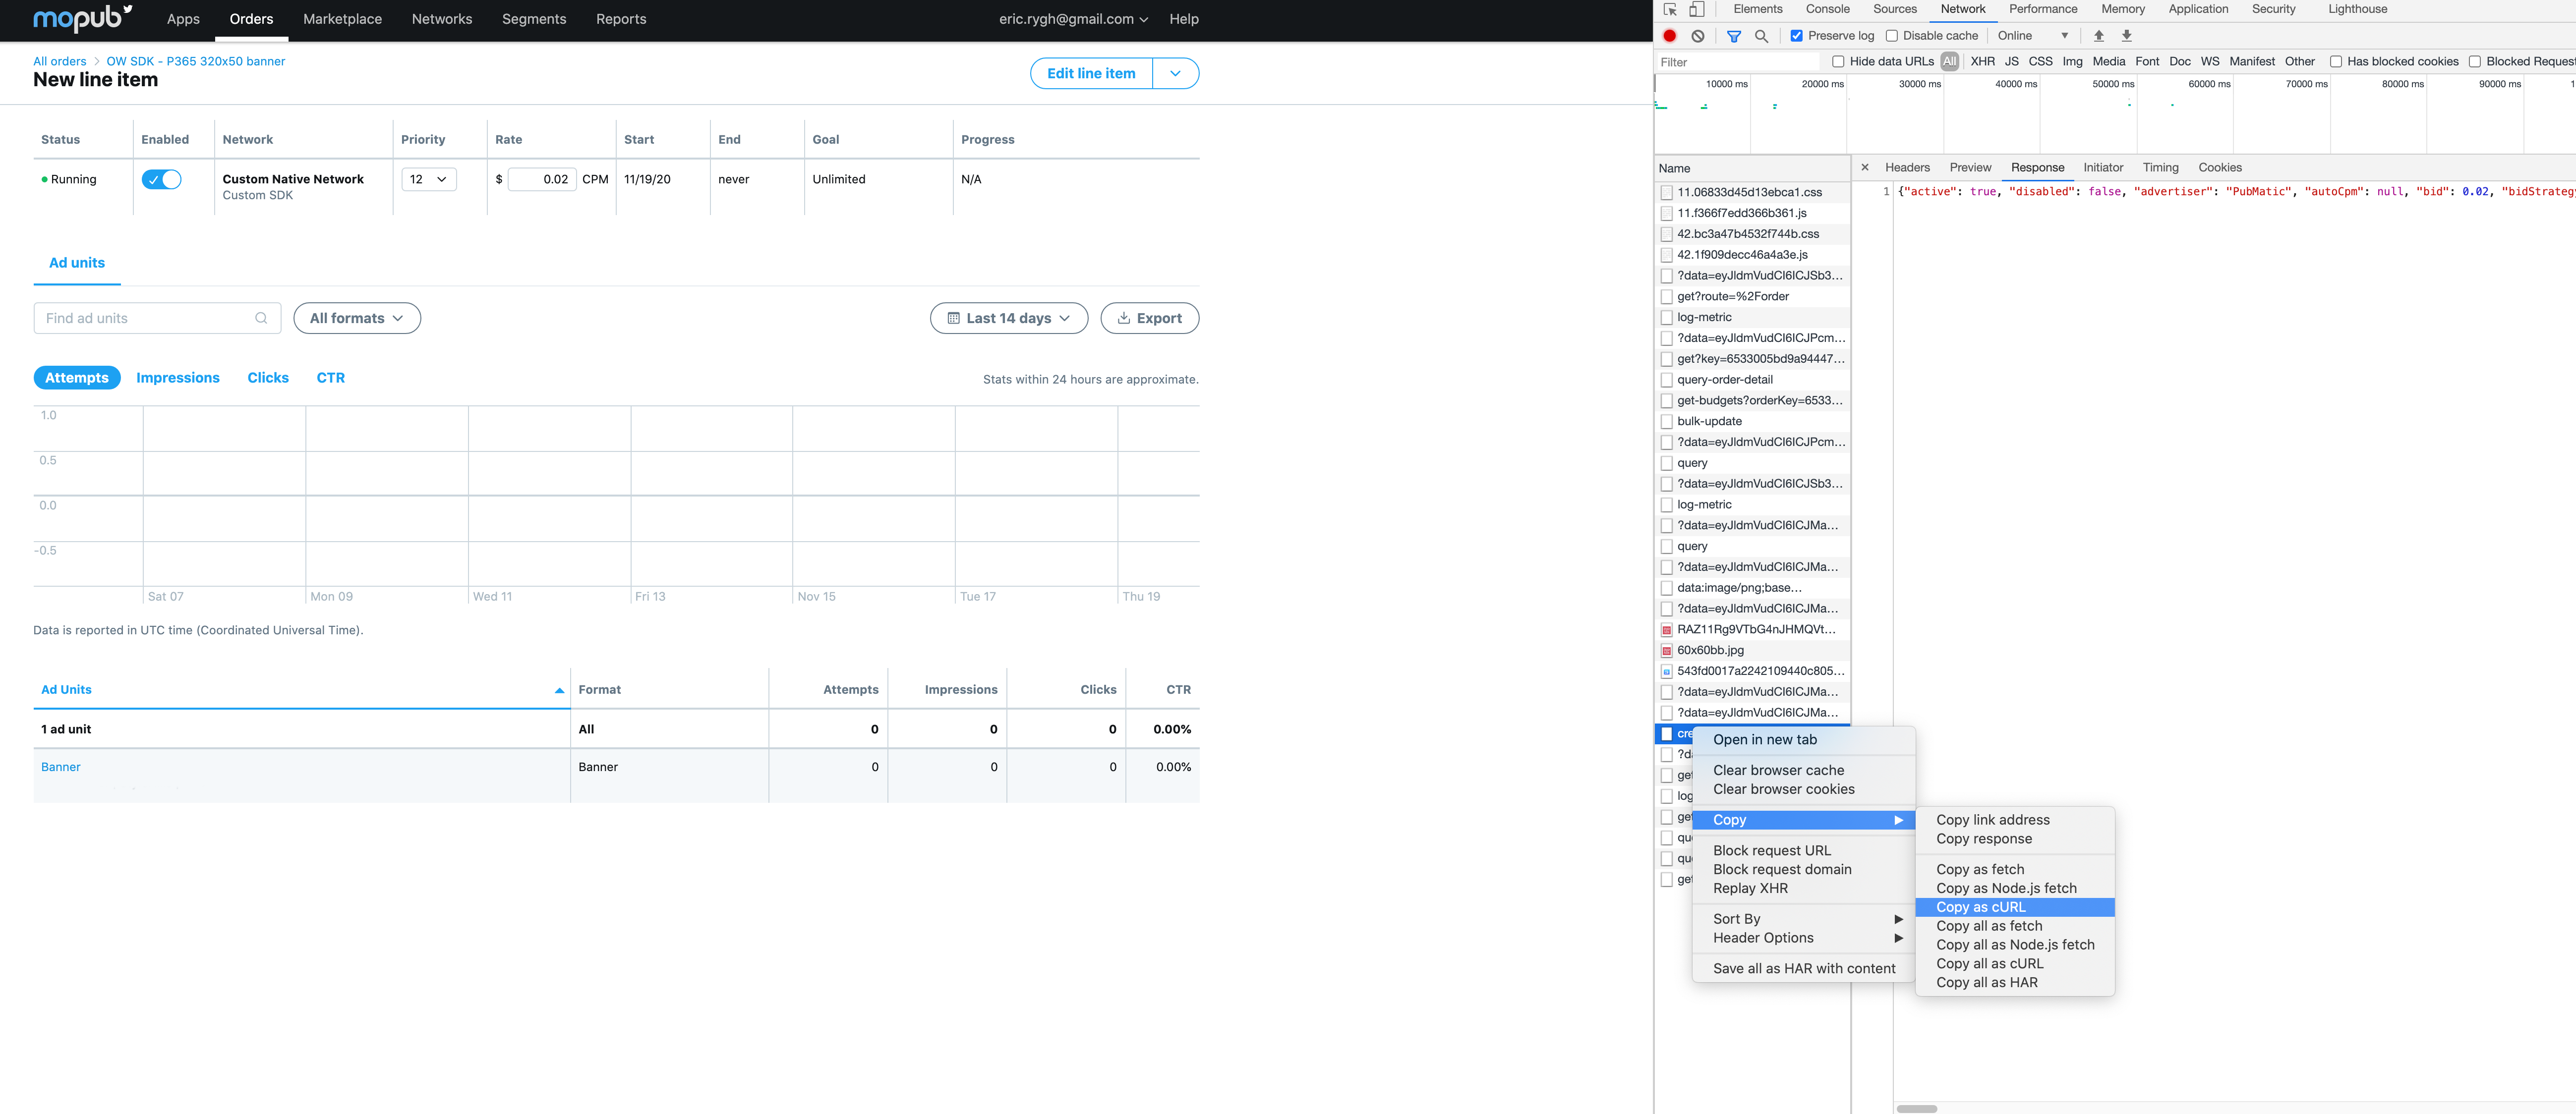 mopub
Apps Orders Marketplace Networks Segments Reports
eric.rygh@gmail.com Help
All orders > OW SDK - P365 320x50 banner
New line item
Edit line item
Status Enabled Network Priority Rate Start End Goal Progress
Running Custom Native Network 12 $ 0.02 CPM 11/19/20 never Unlimited N/A
Custom SDK
Ad units
Find ad units All formats Last 14 days Export
Attempts Impressions Clicks CTR
Stats within 24 hours are approximate.
1.0
0.5
0.0
-0.5
Sat 07 Mon 09 Wed 11 Fri 13 Nov 15 Tue 17 Thu 19
Data is reported in UTC time (Coordinated Universal Time).
Ad Units Format Attempts Impressions Clicks CTR
1 ad unit All 0 0 0 0.00%
Banner Banner 0 0 0 0.00%
Elements Console Sources Network Performance Memory Application Security Lighthouse
Preserve log Disable cache Online
Filter Hide data URLs All XHR JS CSS Img Media Font Doc WS Manifest Other Has blocked cookies Blocked Request
10000 ms 20000 ms 30000 ms 40000 ms 50000 ms 60000 ms 70000 ms 80000 ms 90000 ms 1
Name × Headers Preview Response Initiator Timing Cookies
1 {"active": true, "disabled": false, "advertiser": "PubMatic", "autoCpm": null, "bid": 0.02, "bidStrategy
11.06833d45d13ebca1.css
11.f366f7edd366b361.js
42.bc3a47b4532f744b.css
42.1f909decc46a4a3e.js
?data=eyJldmVudCI6ICJSb3...
get?route=%2Forder
log-metric
?data=eyJldmVudCI6ICJPcm...
get?key=6533005bd9a94447...
query-order-detail
get-budgets?orderKey=6533...
bulk-update
?data=eyJldmVudCI6ICJPcm...
query
?data=eyJldmVudCI6ICJSb3...
log-metric
?data=eyJldmVudCI6ICJMa...
query
?data=eyJldmVudCI6ICJMa...
data:image/png;base...
?data=eyJldmVudCI6ICJMa...
RAZ11Rg9VTbG4nJHMQVt...
60x60bb.jpg
543fd0017a2242109440c805...
?data=eyJldmVudCI6ICJMa...
?data=eyJldmVudCI6ICJMa...
cre
?da
get
log
get
que
que
get
Open in new tab
Clear browser cache
Clear browser cookies
Copy
Block request URL
Block request domain
Replay XHR
Sort By
Header Options
Save all as HAR with content
Copy link address
Copy response
Copy as fetch
Copy as Node.js fetch
Copy as cURL
Copy all as fetch
Copy all as Node.js fetch
Copy all as cURL
Copy all as HAR